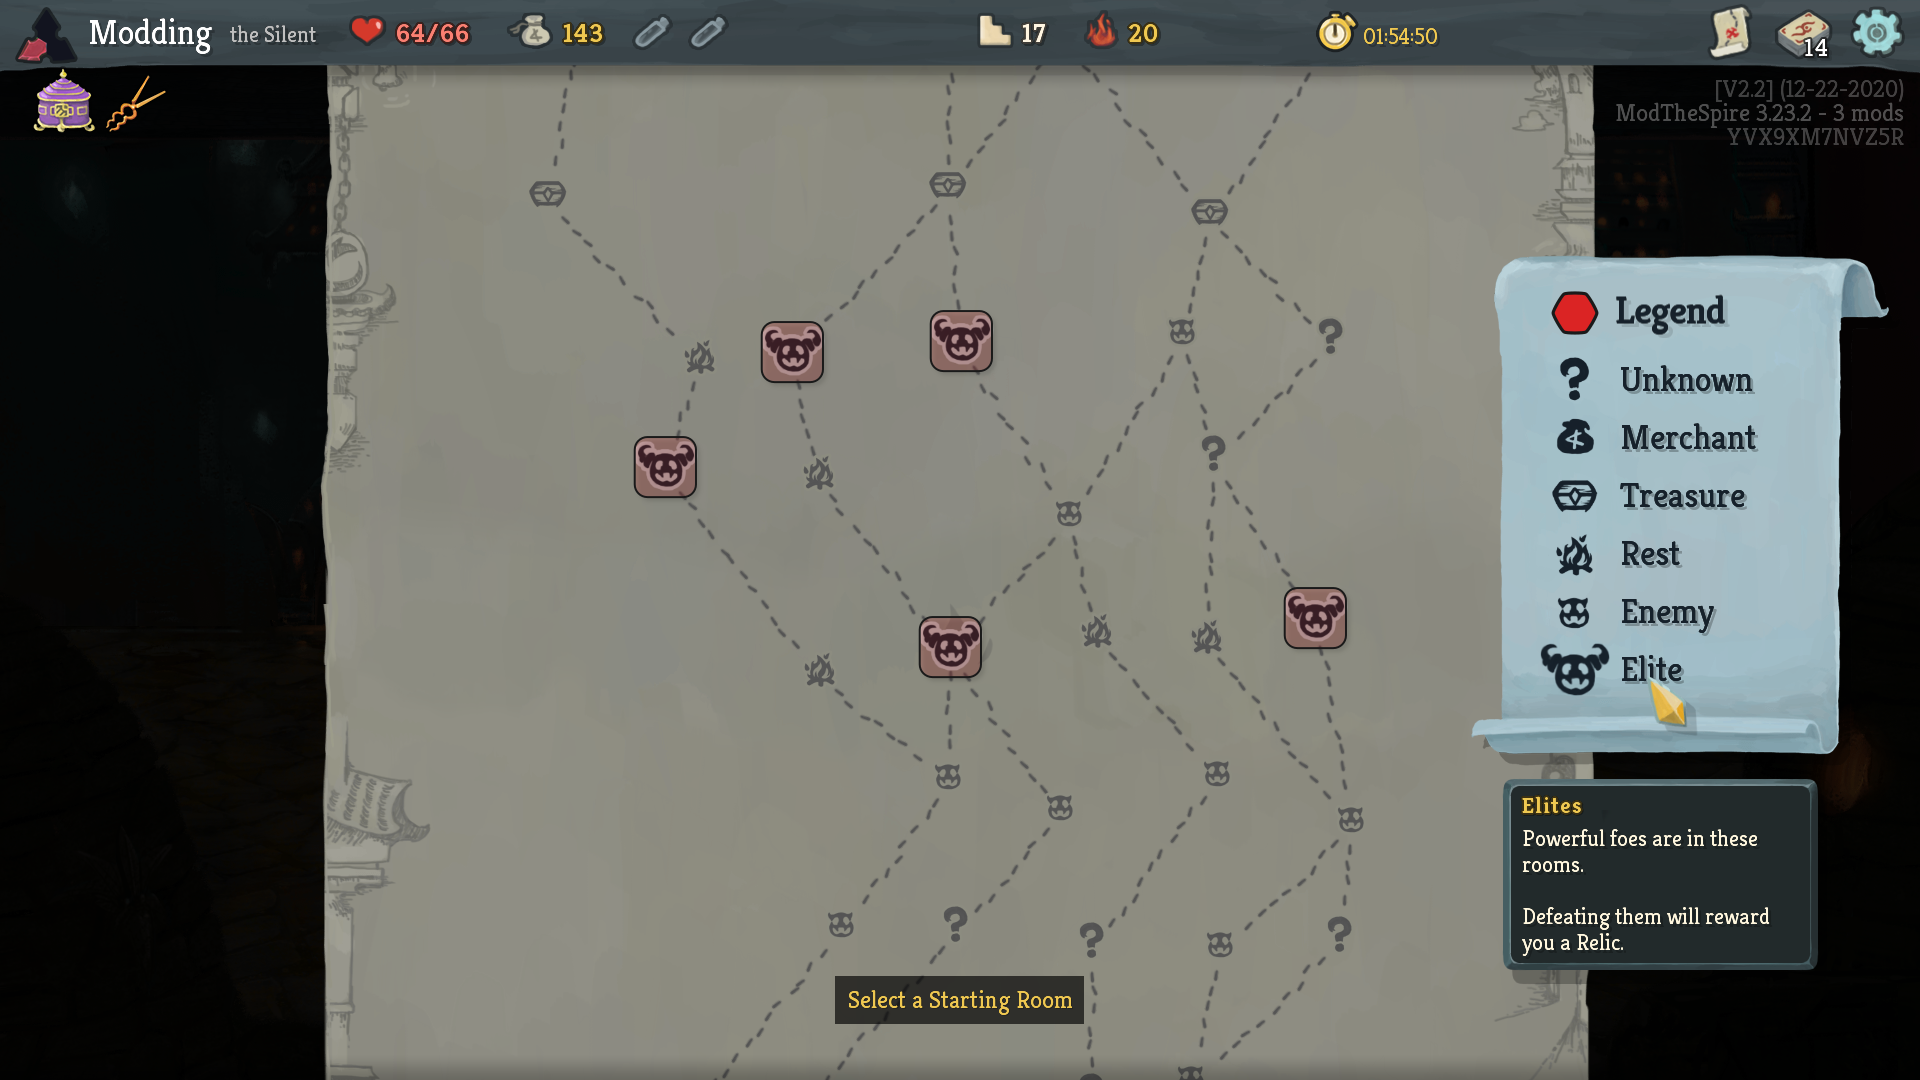 Modding the Silent 64/66 143 17 20 01:54:50 14
[V2.2] (12-22-2020)
ModTheSpire 3.23.2 - 3 mods
YVX9XM7NVZ5R
Legend
Unknown
Merchant
Treasure
Rest
Enemy
Elite
Elites
Powerful foes are in these
rooms.
Defeating them will reward
you a Relic.
Select a Starting Room